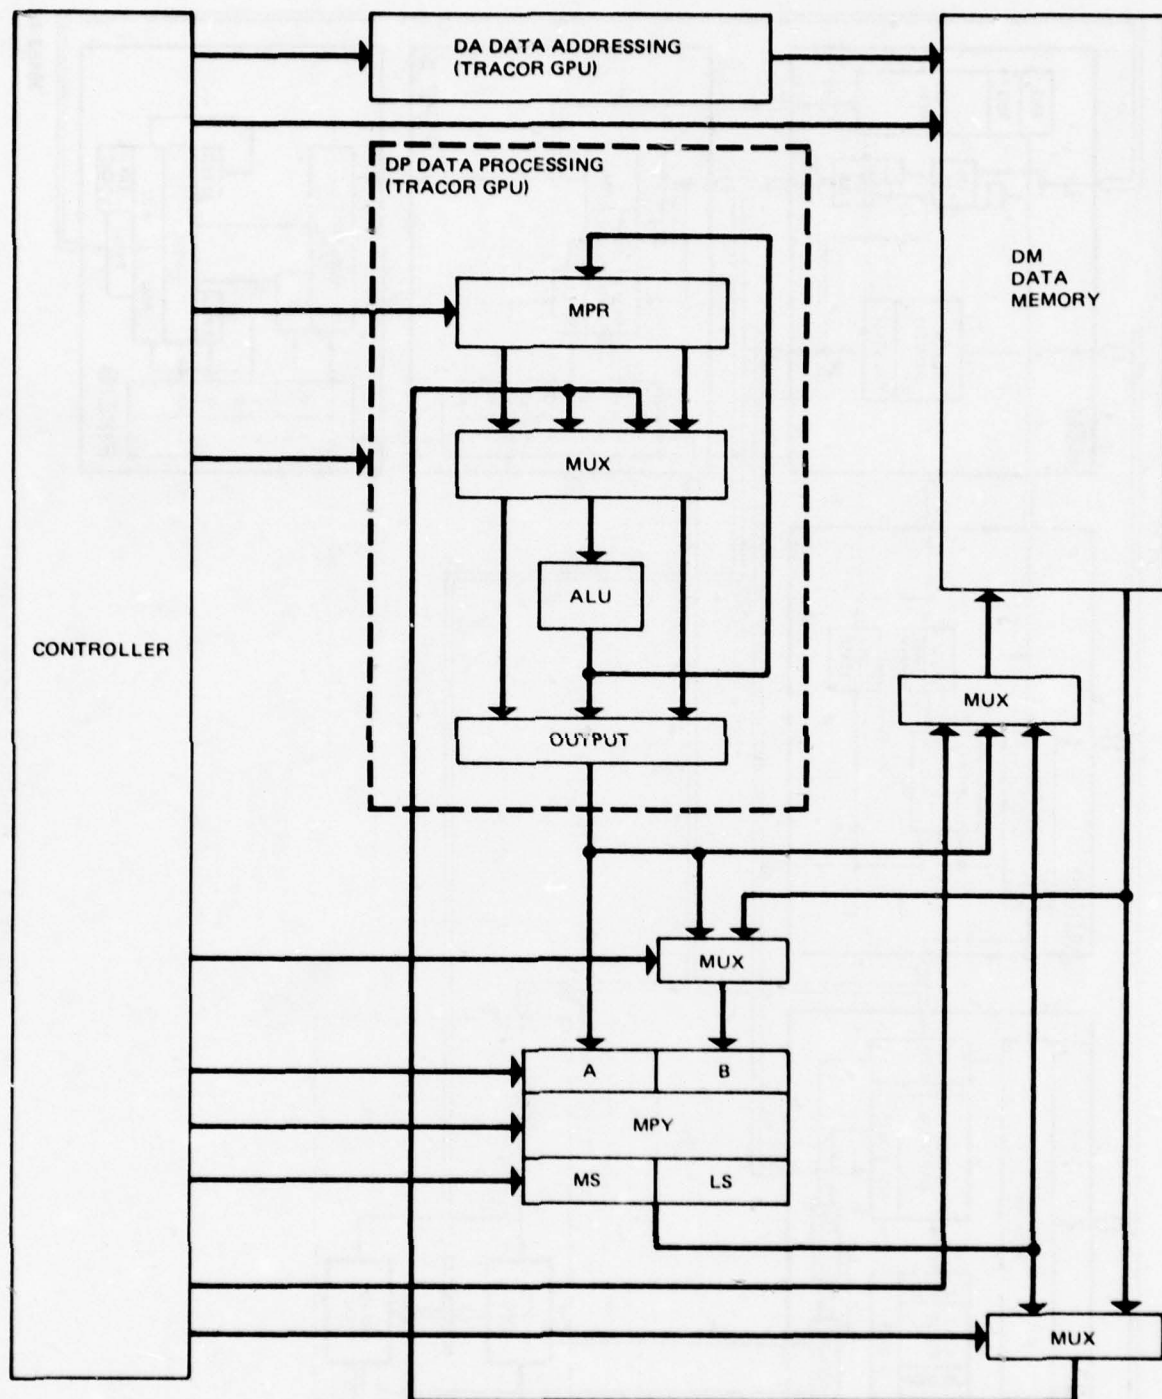 DA DATA ADDRESSING
(TRACOR GPU)
DP DATA PROCESSING
(TRACOR GPU)
DM
DATA
MEMORY
MPR
MUX
ALU
CONTROLLER
MUX
OUTPUT
MUX
A
B
MPY
MS
LS
MUX